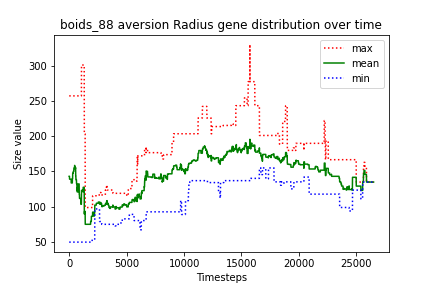 boids_88 aversion Radius gene distribution over time
max
mean
min
Size value
300
250
200
150
100
50
0
5000
10000
15000
20000
25000
Timesteps